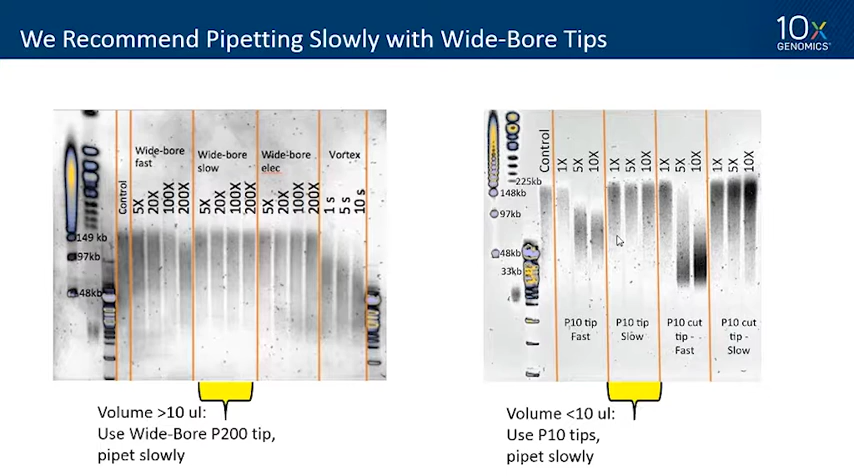 We Recommend Pipetting Slowly with Wide-Bore Tips
10x
GENOMICS
Wide-bore
fast
Wide-bore
slow
Wide-bore
elec
Vortex
Control
5X
20X
100X
200X
5X
20X
100X
200X
5X
20X
100X
200X
1 s
5 s
10 s
149 kb
97kb
48kb
Volume >10 ul:
Use Wide-Bore P200 tip,
pipet slowly
Control
1X
5X
10X
1X
5X
10X
1X
5X
10X
1X
5X
10X
225kb
148kb
97kb
48kb
33kb
P10 tip
Fast
P10 tip
Slow
P10 cut
tip -
Fast
P10 cut
tip -
Slow
Volume <10 ul:
Use P10 tips,
pipet slowly